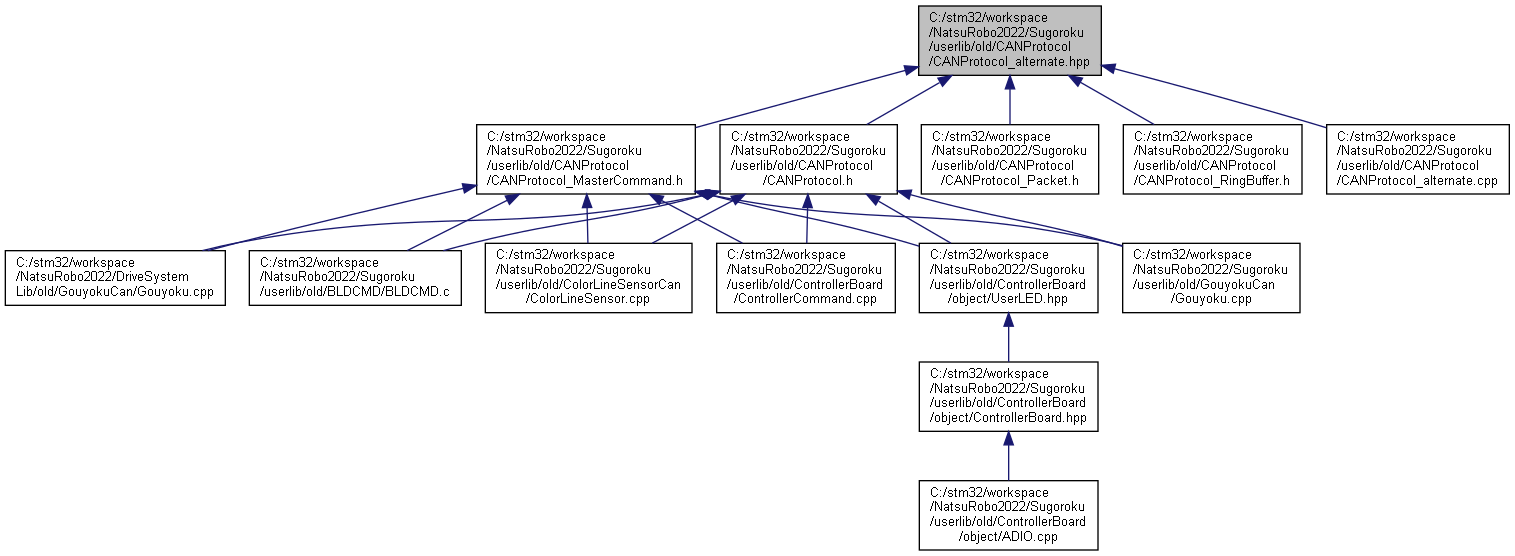 C:/stm32/workspace
/NatsuRobo2022/Sugoroku
/userlib/old/CANProtocol
/CANProtocol_alternate.hpp
C:/stm32/workspace
/NatsuRobo2022/Sugoroku
/userlib/old/CANProtocol
/CANProtocol_MasterCommand.h
C:/stm32/workspace
/NatsuRobo2022/Sugoroku
/userlib/old/CANProtocol
/CANProtocol.h
C:/stm32/workspace
/NatsuRobo2022/Sugoroku
/userlib/old/CANProtocol
/CANProtocol_Packet.h
C:/stm32/workspace
/NatsuRobo2022/Sugoroku
/userlib/old/CANProtocol
/CANProtocol_RingBuffer.h
C:/stm32/workspace
/NatsuRobo2022/Sugoroku
/userlib/old/CANProtocol
/CANProtocol_alternate.cpp
C:/stm32/workspace
/NatsuRobo2022/DriveSystem
Lib/old/GouyokuCan/Gouyoku.cpp
C:/stm32/workspace
/NatsuRobo2022/Sugoroku
/userlib/old/BLDCMD/BLDCMD.c
C:/stm32/workspace
/NatsuRobo2022/Sugoroku
/userlib/old/ColorLineSensorCan
/ColorLineSensor.cpp
C:/stm32/workspace
/NatsuRobo2022/Sugoroku
/userlib/old/ControllerBoard
/ControllerCommand.cpp
C:/stm32/workspace
/NatsuRobo2022/Sugoroku
/userlib/old/ControllerBoard
/object/UserLED.hpp
C:/stm32/workspace
/NatsuRobo2022/Sugoroku
/userlib/old/GouyokuCan
/Gouyoku.cpp
C:/stm32/workspace
/NatsuRobo2022/Sugoroku
/userlib/old/ControllerBoard
/object/ControllerBoard.hpp
C:/stm32/workspace
/NatsuRobo2022/Sugoroku
/userlib/old/ControllerBoard
/object/ADIO.cpp